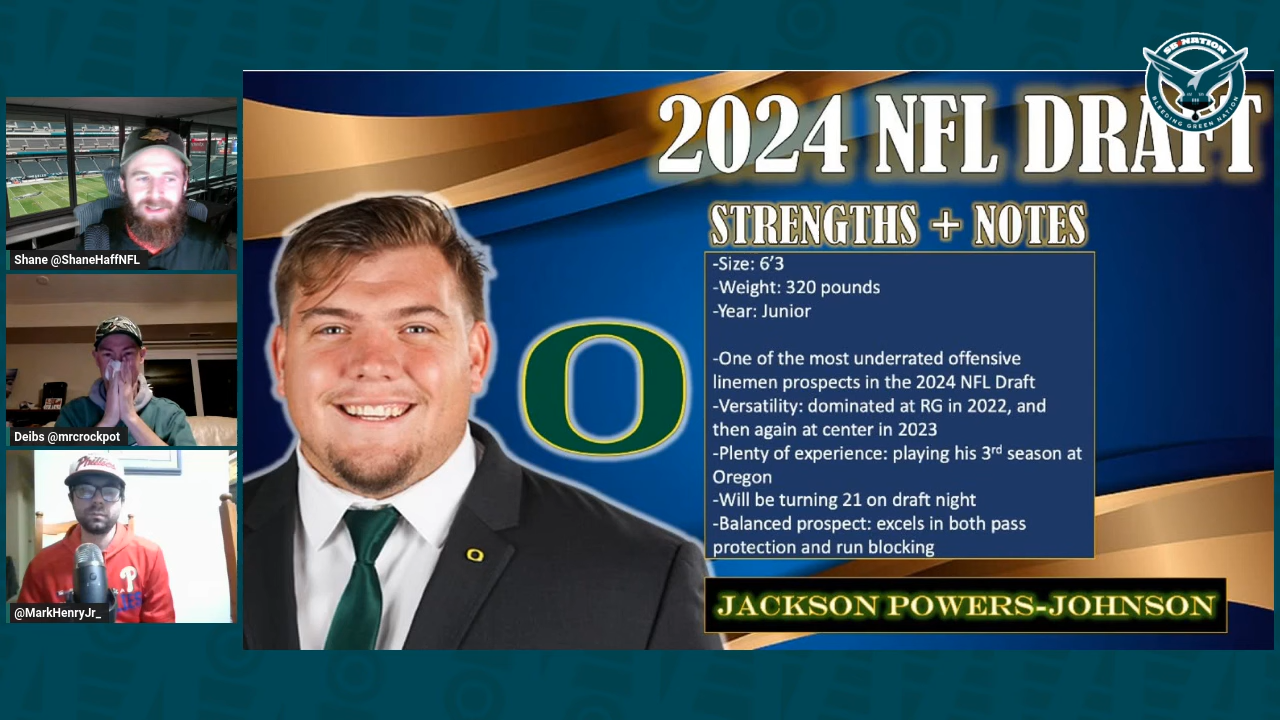 SB NATION
BLEEDING GREEN NATION
2024 NFL DRAFT
STRENGTHS + NOTES
-Size: 6’3
-Weight: 320 pounds
-Year: Junior
-One of the most underrated offensive
linemen prospects in the 2024 NFL Draft
-Versatility: dominated at RG in 2022, and
then again at center in 2023
-Plenty of experience: playing his 3rd season at
Oregon
-Will be turning 21 on draft night
-Balanced prospect: excels in both pass
protection and run blocking
JACKSON POWERS-JOHNSON
O
O
Shane @ShaneHaffNFL
Deibs @mrcrockpot
Phillies
P
@MarkHenryJr_